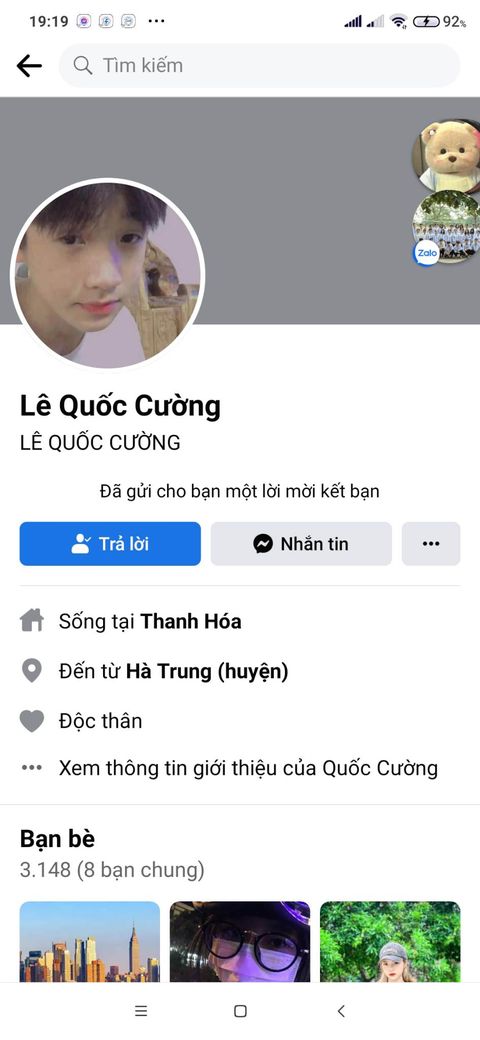 19:19
92%
Tìm kiếm
Zalo
Lê Quốc Cường
LÊ QUỐC CƯỜNG
Đã gửi cho bạn một lời mời kết bạn
Trả lời
Nhắn tin
Sống tại Thanh Hóa
Đến từ Hà Trung (huyện)
Độc thân
Xem thông tin giới thiệu của Quốc Cường
Bạn bè
3.148 (8 bạn chung)